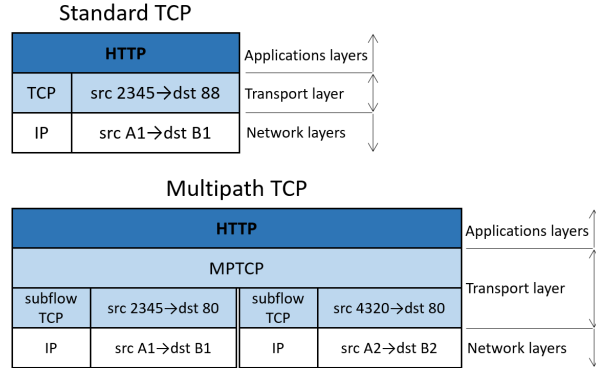 Standard TCP
HTTP Applications layers
TCP src 2345→dst 88 Transport layer
IP src A1→dst B1 Network layers
Multipath TCP
HTTP Applications layers
MPTCP
Transport layer
subflow TCP src 2345→dst 80 subflow TCP src 4320→dst 80
IP src A1→dst B1 IP src A2→dst B2 Network layers